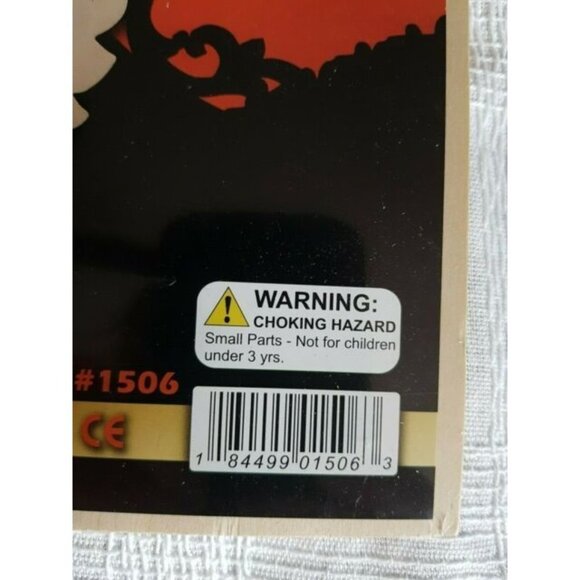 WARNING:
CHOKING HAZARD
Small Parts - Not for children
under 3 yrs.
#1506
CE
1 84499 01506 3